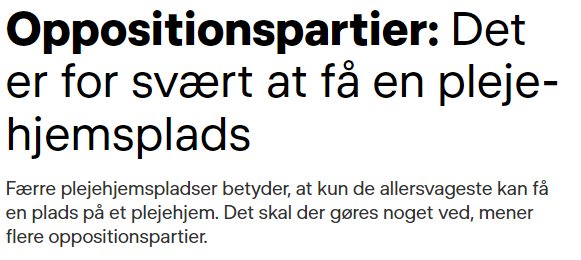 Oppositionspartier: Det
er for svært at få en pleje-
hjemsplads
Færre plejehjemspladser betyder, at kun de allersvageste kan få
en plads på et plejehjem. Det skal der gøres noget ved, mener
flere oppositionspartier.